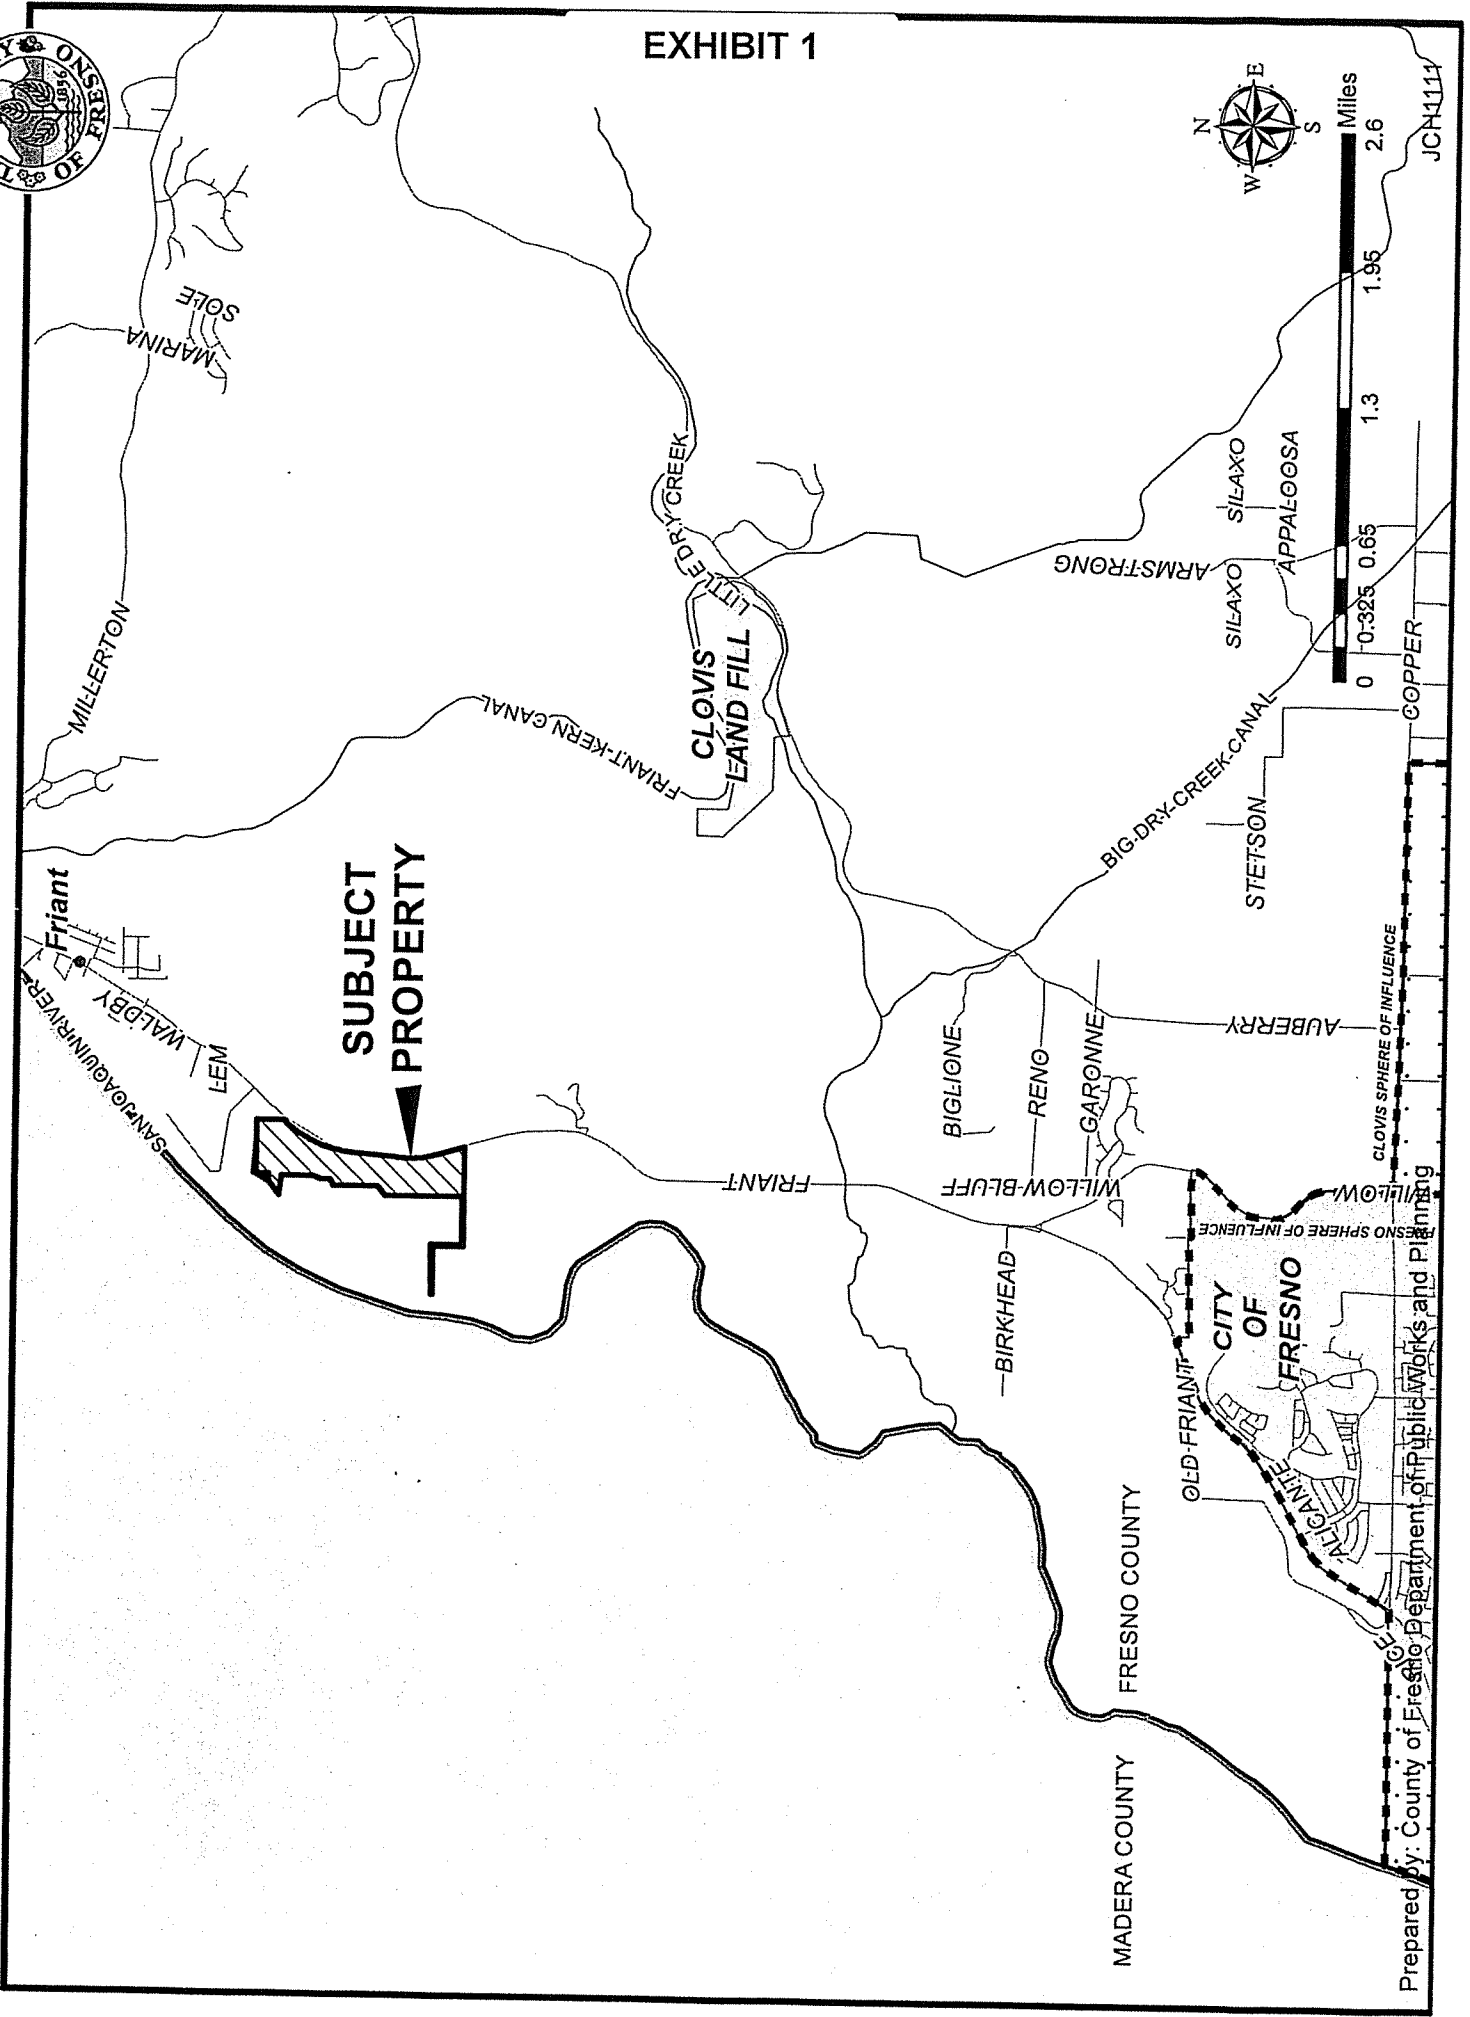 EXHIBIT 1
OF FRESNO
1856
MILLERTON
MARINA
SOLE
Friant
WALDBY
LEM
SAN JOAQUIN RIVER
SUBJECT
PROPERTY
FRIANT-KERN CANAL
CLOVIS
LAND FILL
LITTLE DRY CREEK
FRIANT
BIGLIONE
RENO
GARONNE
WILLOW BLUFF
BIRKHEAD
AUBERRY
BIG DRY CREEK CANAL
ARMSTRONG
SILAXO
SILAXO
APPALOOSA
STETSON
COPPER
OLD FRIANT
CITY
OF
FRESNO
ALICANTE
WILLOW
FRESNO SPHERE OF INFLUENCE
CLOVIS SPHERE OF INFLUENCE
MADERA COUNTY
FRESNO COUNTY
N
W
E
S
0 0.325 0.65 1.3 1.95 2.6
Miles
Prepared by: County of Fresno Department of Public Works and Planning
JCH1111